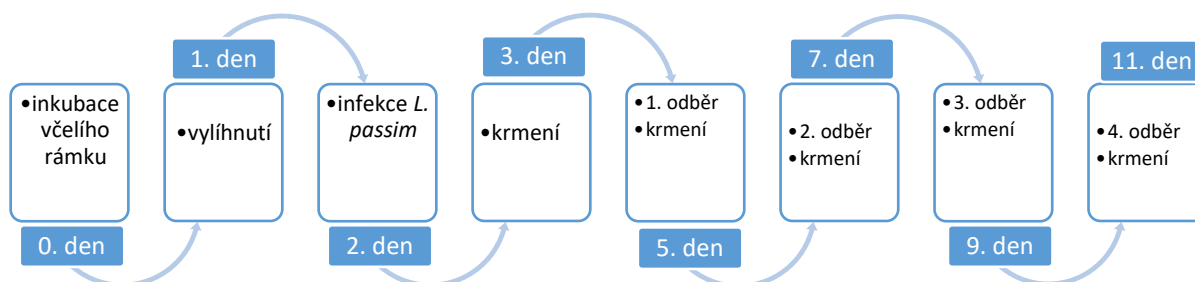 0. den
•inkubace
včelího
rámku
1. den
•vylíhnutí
2. den
•infekce L.
passim
3. den
•krmení
5. den
•1. odběr
•krmení
7. den
•2. odběr
•krmení
9. den
•3. odběr
•krmení
11. den
•4. odběr
•krmení